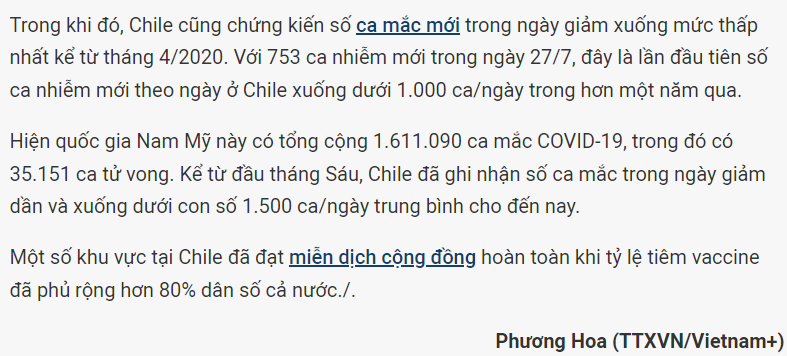 Trong khi đó, Chile cũng chứng kiến số ca mắc mới trong ngày giảm xuống mức thấp
nhất kể từ tháng 4/2020. Với 753 ca nhiễm mới trong ngày 27/7, đây là lần đầu tiên số
ca nhiễm mới theo ngày ở Chile xuống dưới 1.000 ca/ngày trong hơn một năm qua.
Hiện quốc gia Nam Mỹ này có tổng cộng 1.611.090 ca mắc COVID-19, trong đó có
35.151 ca tử vong. Kể từ đầu tháng Sáu, Chile đã ghi nhận số ca mắc trong ngày giảm
dần và xuống dưới con số 1.500 ca/ngày trung bình cho đến nay.
Một số khu vực tại Chile đã đạt miễn dịch cộng đồng hoàn toàn khi tỷ lệ tiêm vaccine
đã phủ rộng hơn 80% dân số cả nước./.
Phương Hoa (TTXVN/Vietnam+)